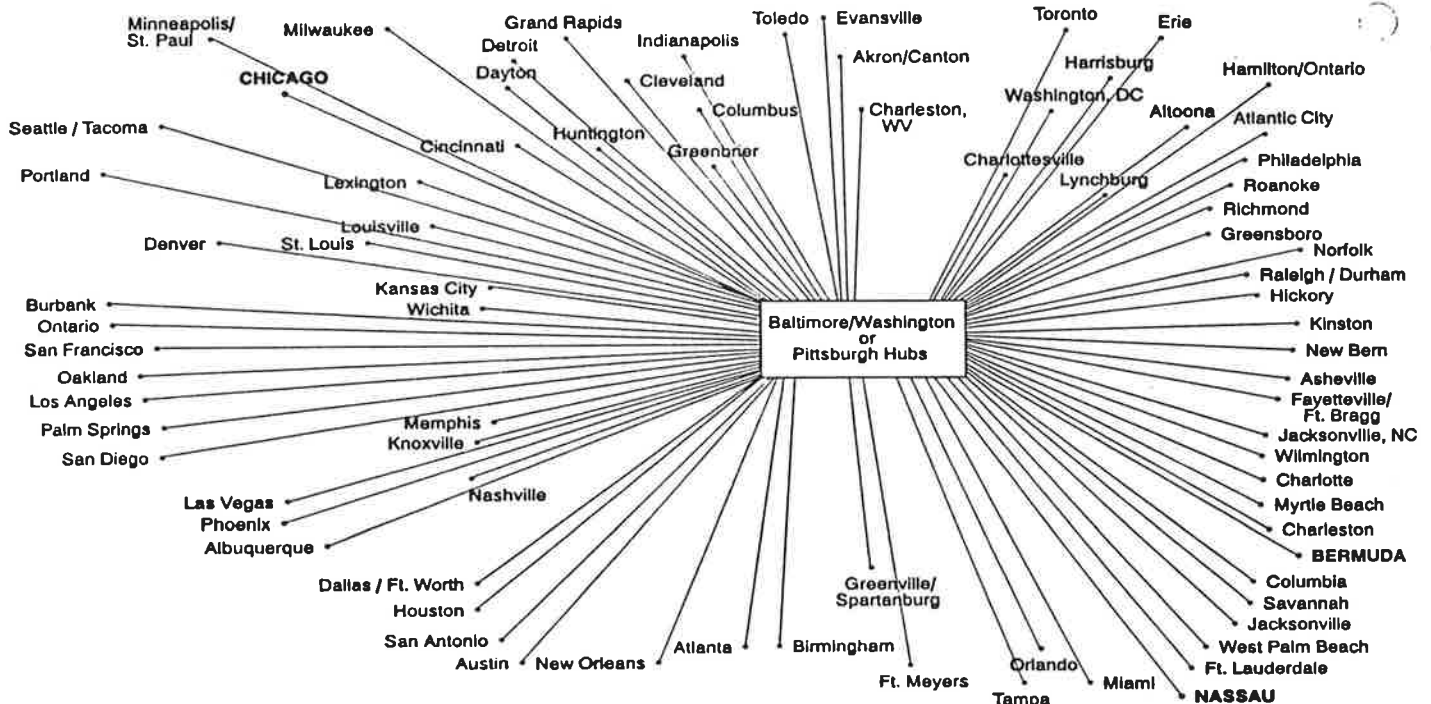 Minneapolis/
St. Paul
Milwaukee
Grand Rapids
Detroit
Dayton
Indianapolis
Toledo
Evansville
Akron/Canton
Toronto
Erie
Harrisburg
Hamilton/Ontario
CHICAGO
Cleveland
Washington, DC
Columbus
Charleston,
WV
Altoona
Atlantic City
Seattle / Tacoma
Cincinnati
Huntington
Greenbrier
Charlottesville
Philadelphia
Portland
Lexington
Lynchburg
Roanoke
Richmond
Louisville
Greensboro
Denver
St. Louis
Norfolk
Raleigh / Durham
Kansas City
Hickory
Burbank
Wichita
Baltimore/Washington
or
Pittsburgh Hubs
Kinston
Ontario
San Francisco
New Bern
Oakland
Asheville
Los Angeles
Fayetteville/
Ft. Bragg
Palm Springs
Memphis
Jacksonville, NC
Knoxville
San Diego
Wilmington
Charlotte
Nashville
Las Vegas
Myrtle Beach
Phoenix
Charleston
Albuquerque
BERMUDA
Dallas / Ft. Worth
Greenville/
Spartanburg
Columbia
Houston
Savannah
Jacksonville
San Antonio
Atlanta
Birmingham
West Palm Beach
Austin
New Orleans
Orlando
Ft. Lauderdale
Ft. Meyers
Miami
Tampa
NASSAU